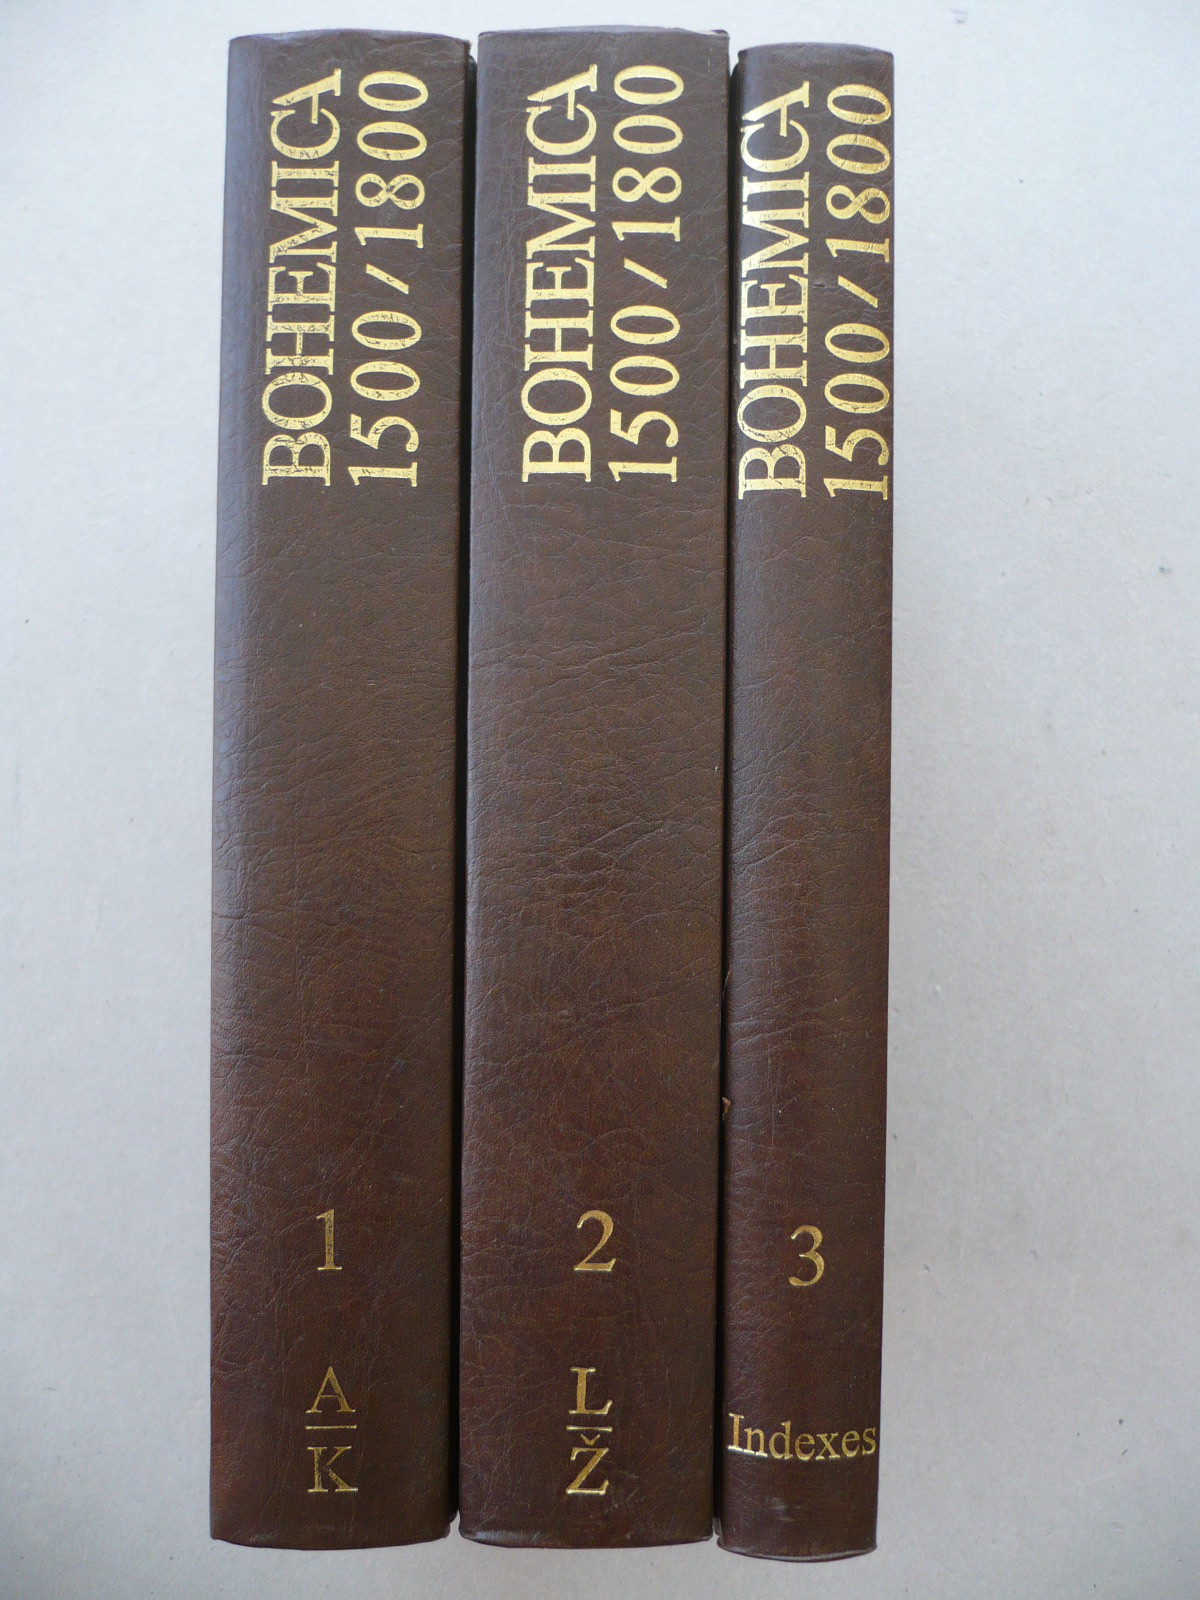 BOHEMICA
1500/1800
1
A
K
BOHEMICA
1500/1800
2
L
Ž
BOHEMICA
1500/1800
3
Indexes